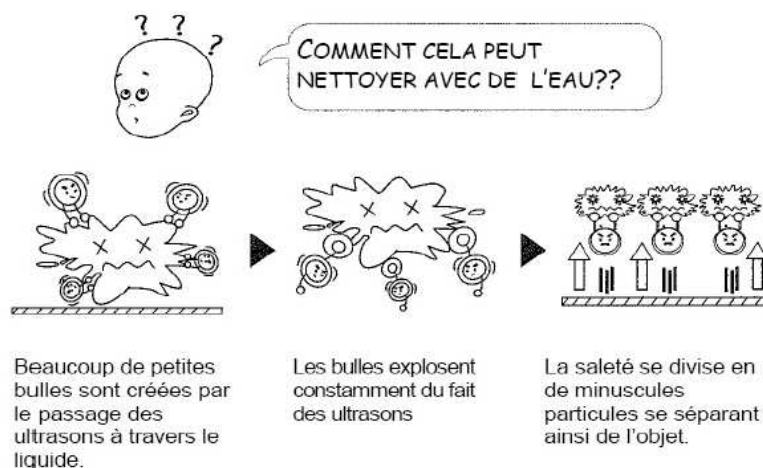 ? ? ?
COMMENT CELA PEUT
NETTOYER AVEC DE L'EAU??
Beaucoup de petites
bulles sont créées par
le passage des
ultrasons à travers le
liquide.
Les bulles explosent
constamment du fait
des ultrasons
La saleté se divise en
de minuscules
particules se séparant
ainsi de l'objet.